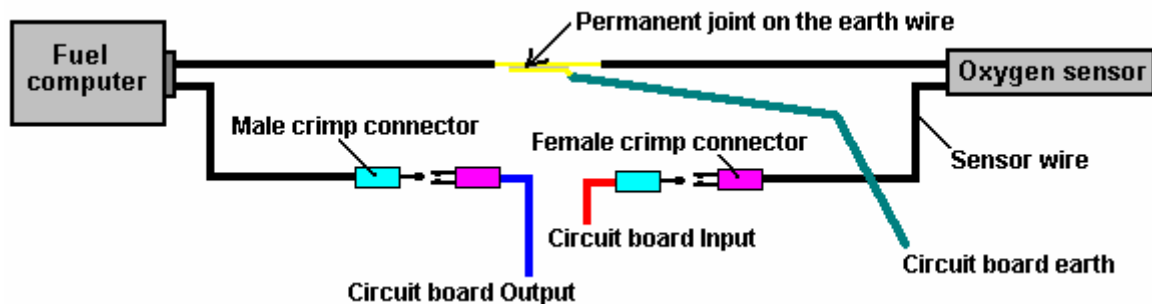 Permanent joint on the earth wire
Fuel
computer
Oxygen sensor
Male crimp connector
Female crimp connector
Sensor wire
Circuit board Input
Circuit board earth
Circuit board Output